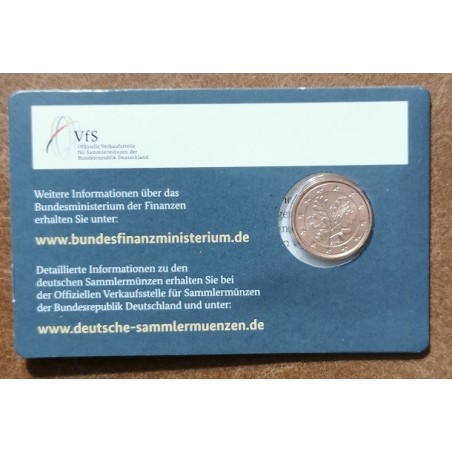 VfS
Offizielle Verkaufsstelle
für Sammlermünzen der
Bundesrepublik Deutschland
Weitere Informationen über das
Bundesministerium der Finanzen
erhalten Sie unter:
www.bundesfinanzministerium.de
Detaillierte Informationen zu den
deutschen Sammlermünzen erhalten Sie bei
der Offiziellen Verkaufsstelle für Sammlermünzen
der Bundesrepublik Deutschland und unter:
www.deutsche-sammlermuenzen.de